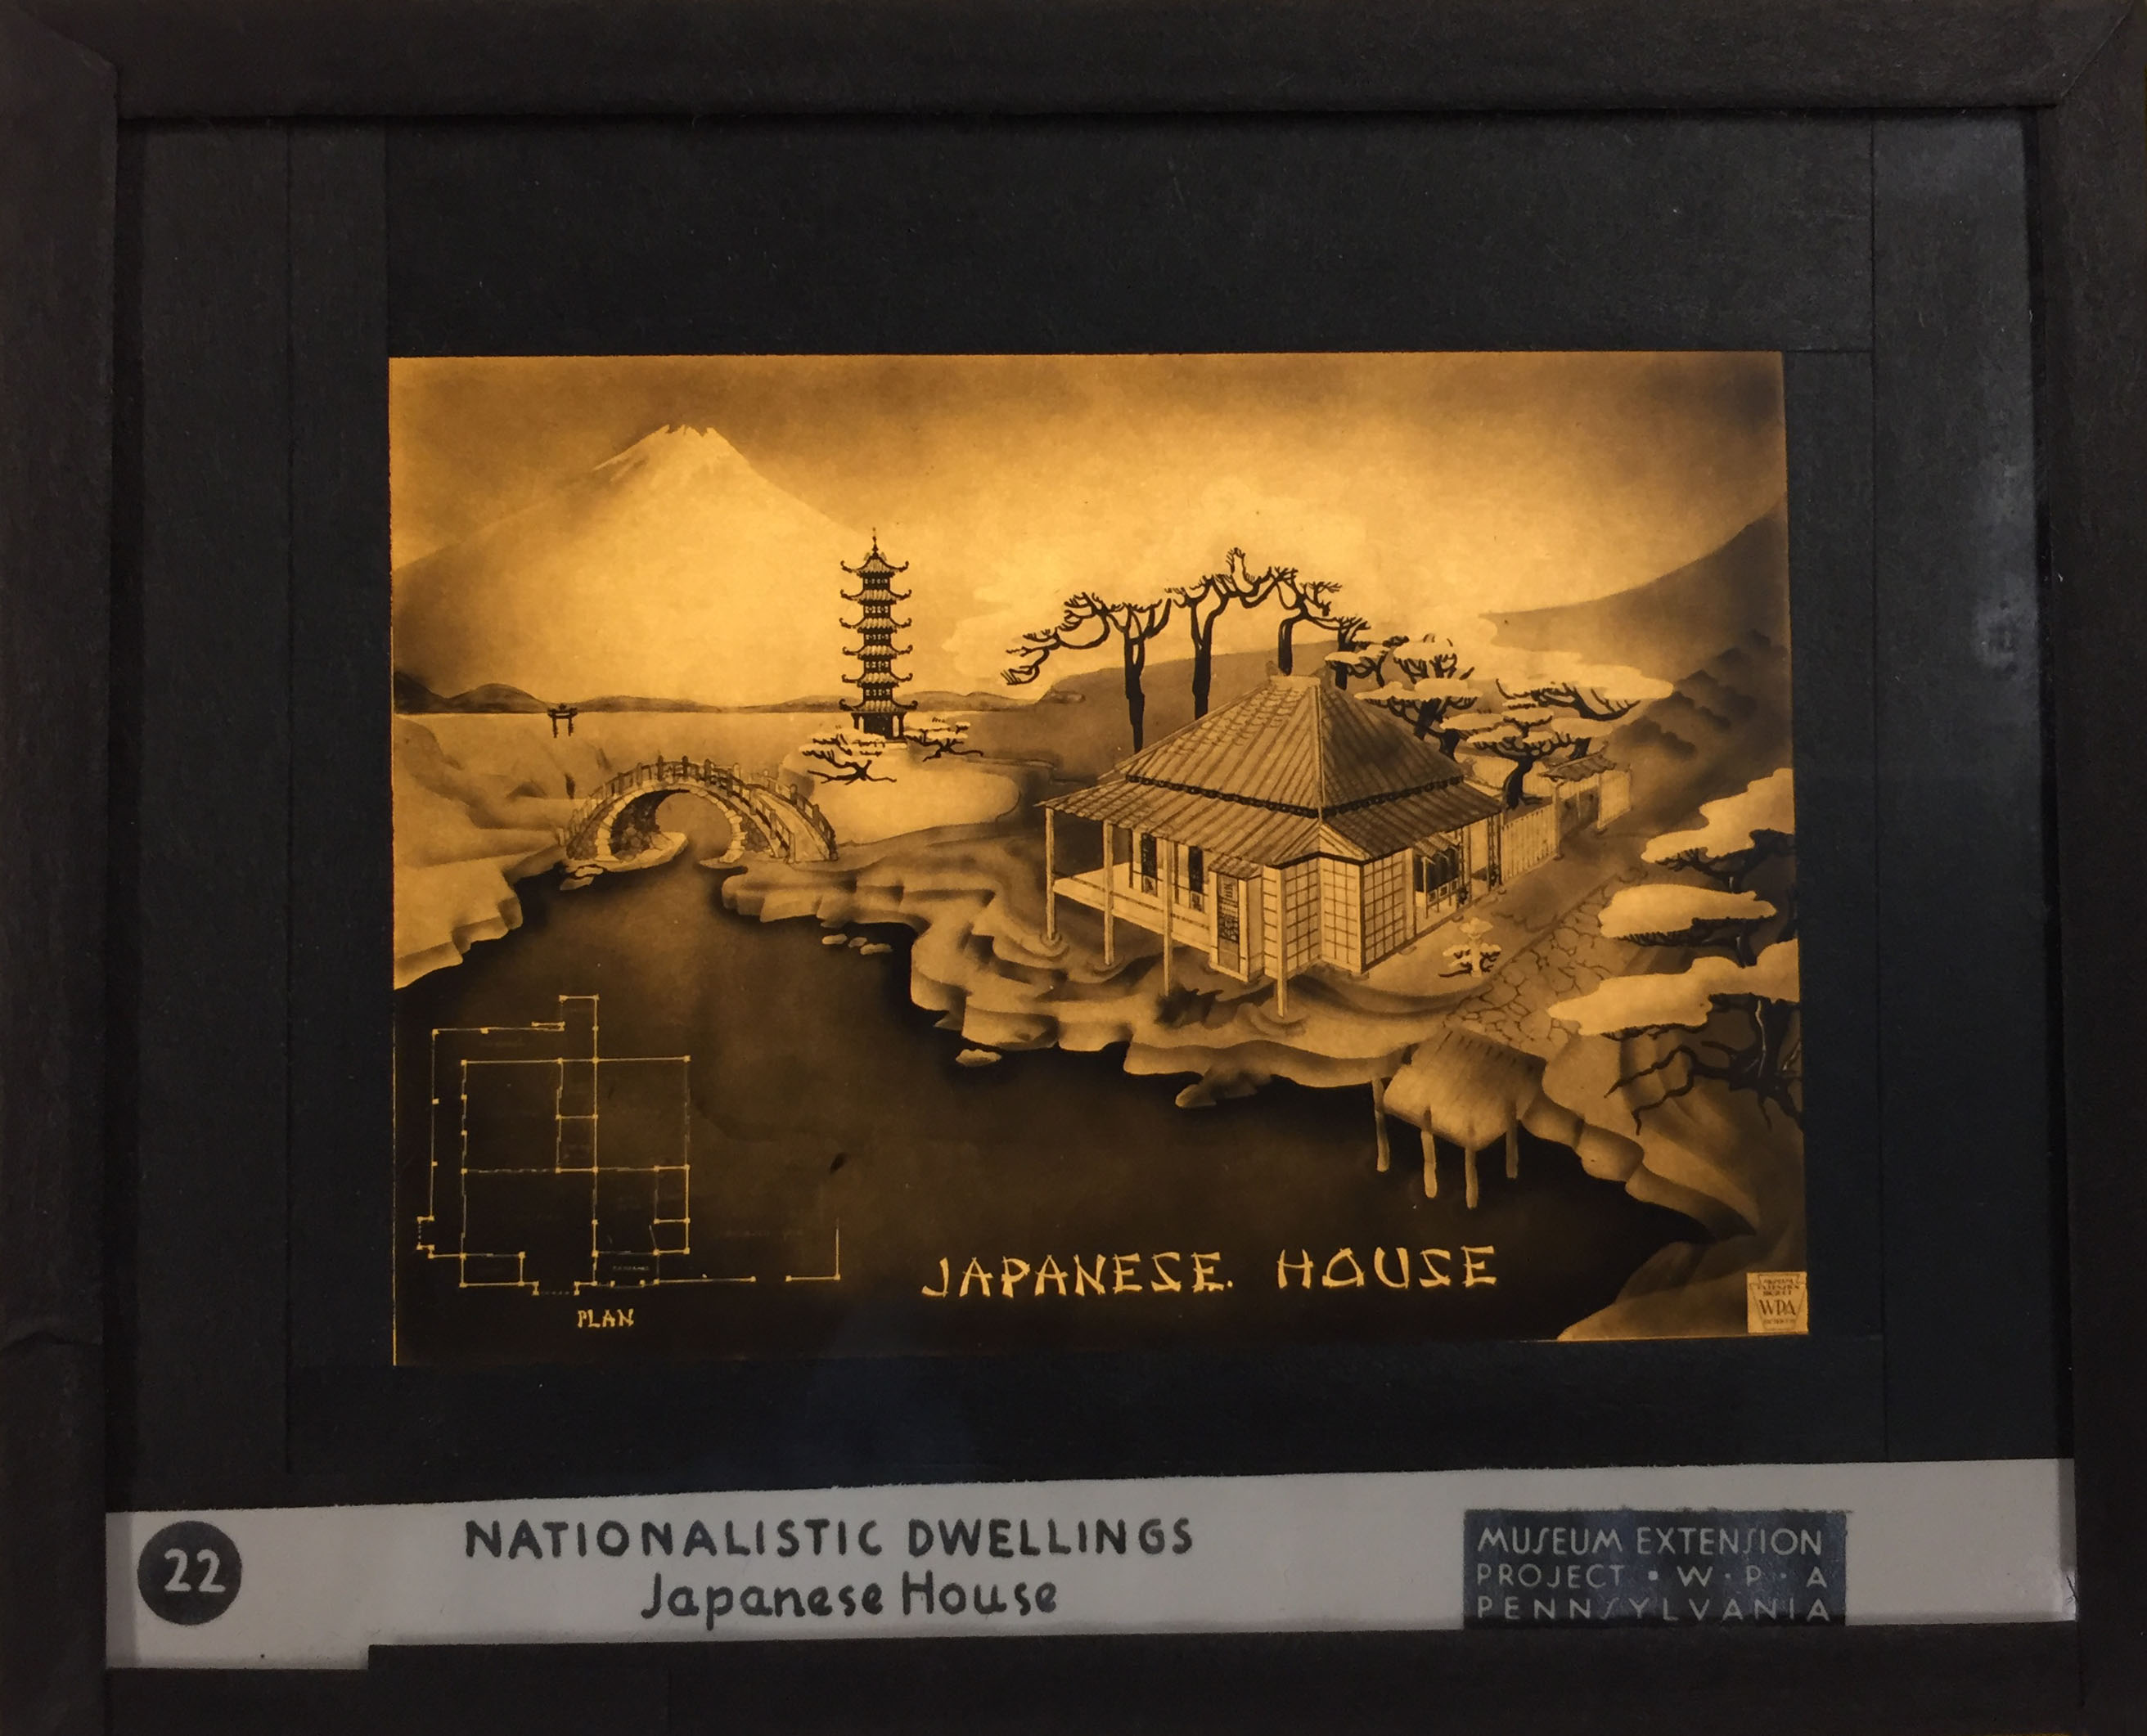 PLAN
JAPANESE HOUSE
WPA
22
NATIONALISTIC DWELLINGS
Japanese House
MUSEUM EXTENSION
PROJECT • W • P • A
PENNSYLVANIA